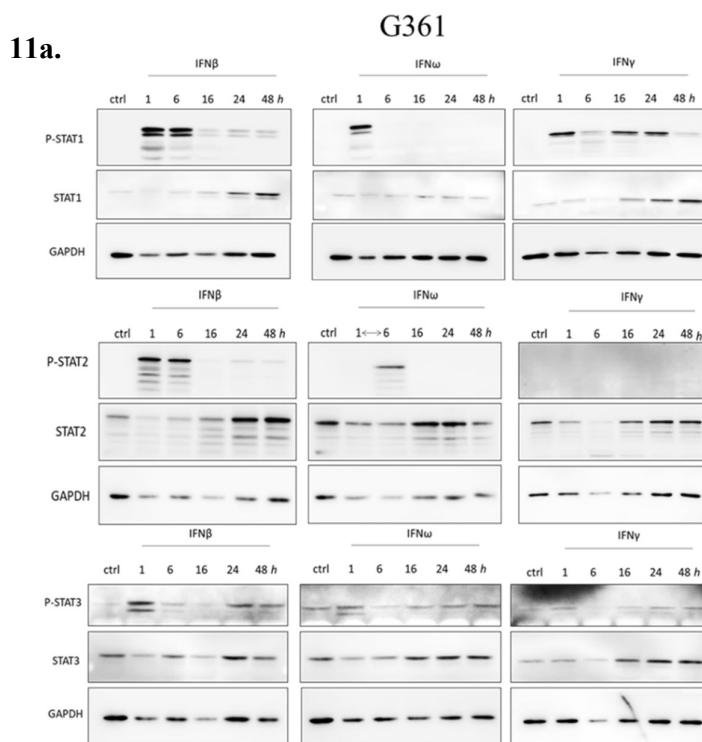 G361
11a.
IFNβ IFNω IFNγ
ctrl 1 6 16 24 48 h ctrl 1 6 16 24 48 h ctrl 1 6 16 24 48 h
P-STAT1
STAT1
GAPDH
IFNβ IFNω IFNγ
ctrl 1 6 16 24 48 h ctrl 1<->6 16 24 48 h ctrl 1 6 16 24 48 h
P-STAT2
STAT2
GAPDH
IFNβ IFNω IFNγ
ctrl 1 6 16 24 48 h ctrl 1 6 16 24 48 h ctrl 1 6 16 24 48 h
P-STAT3
STAT3
GAPDH